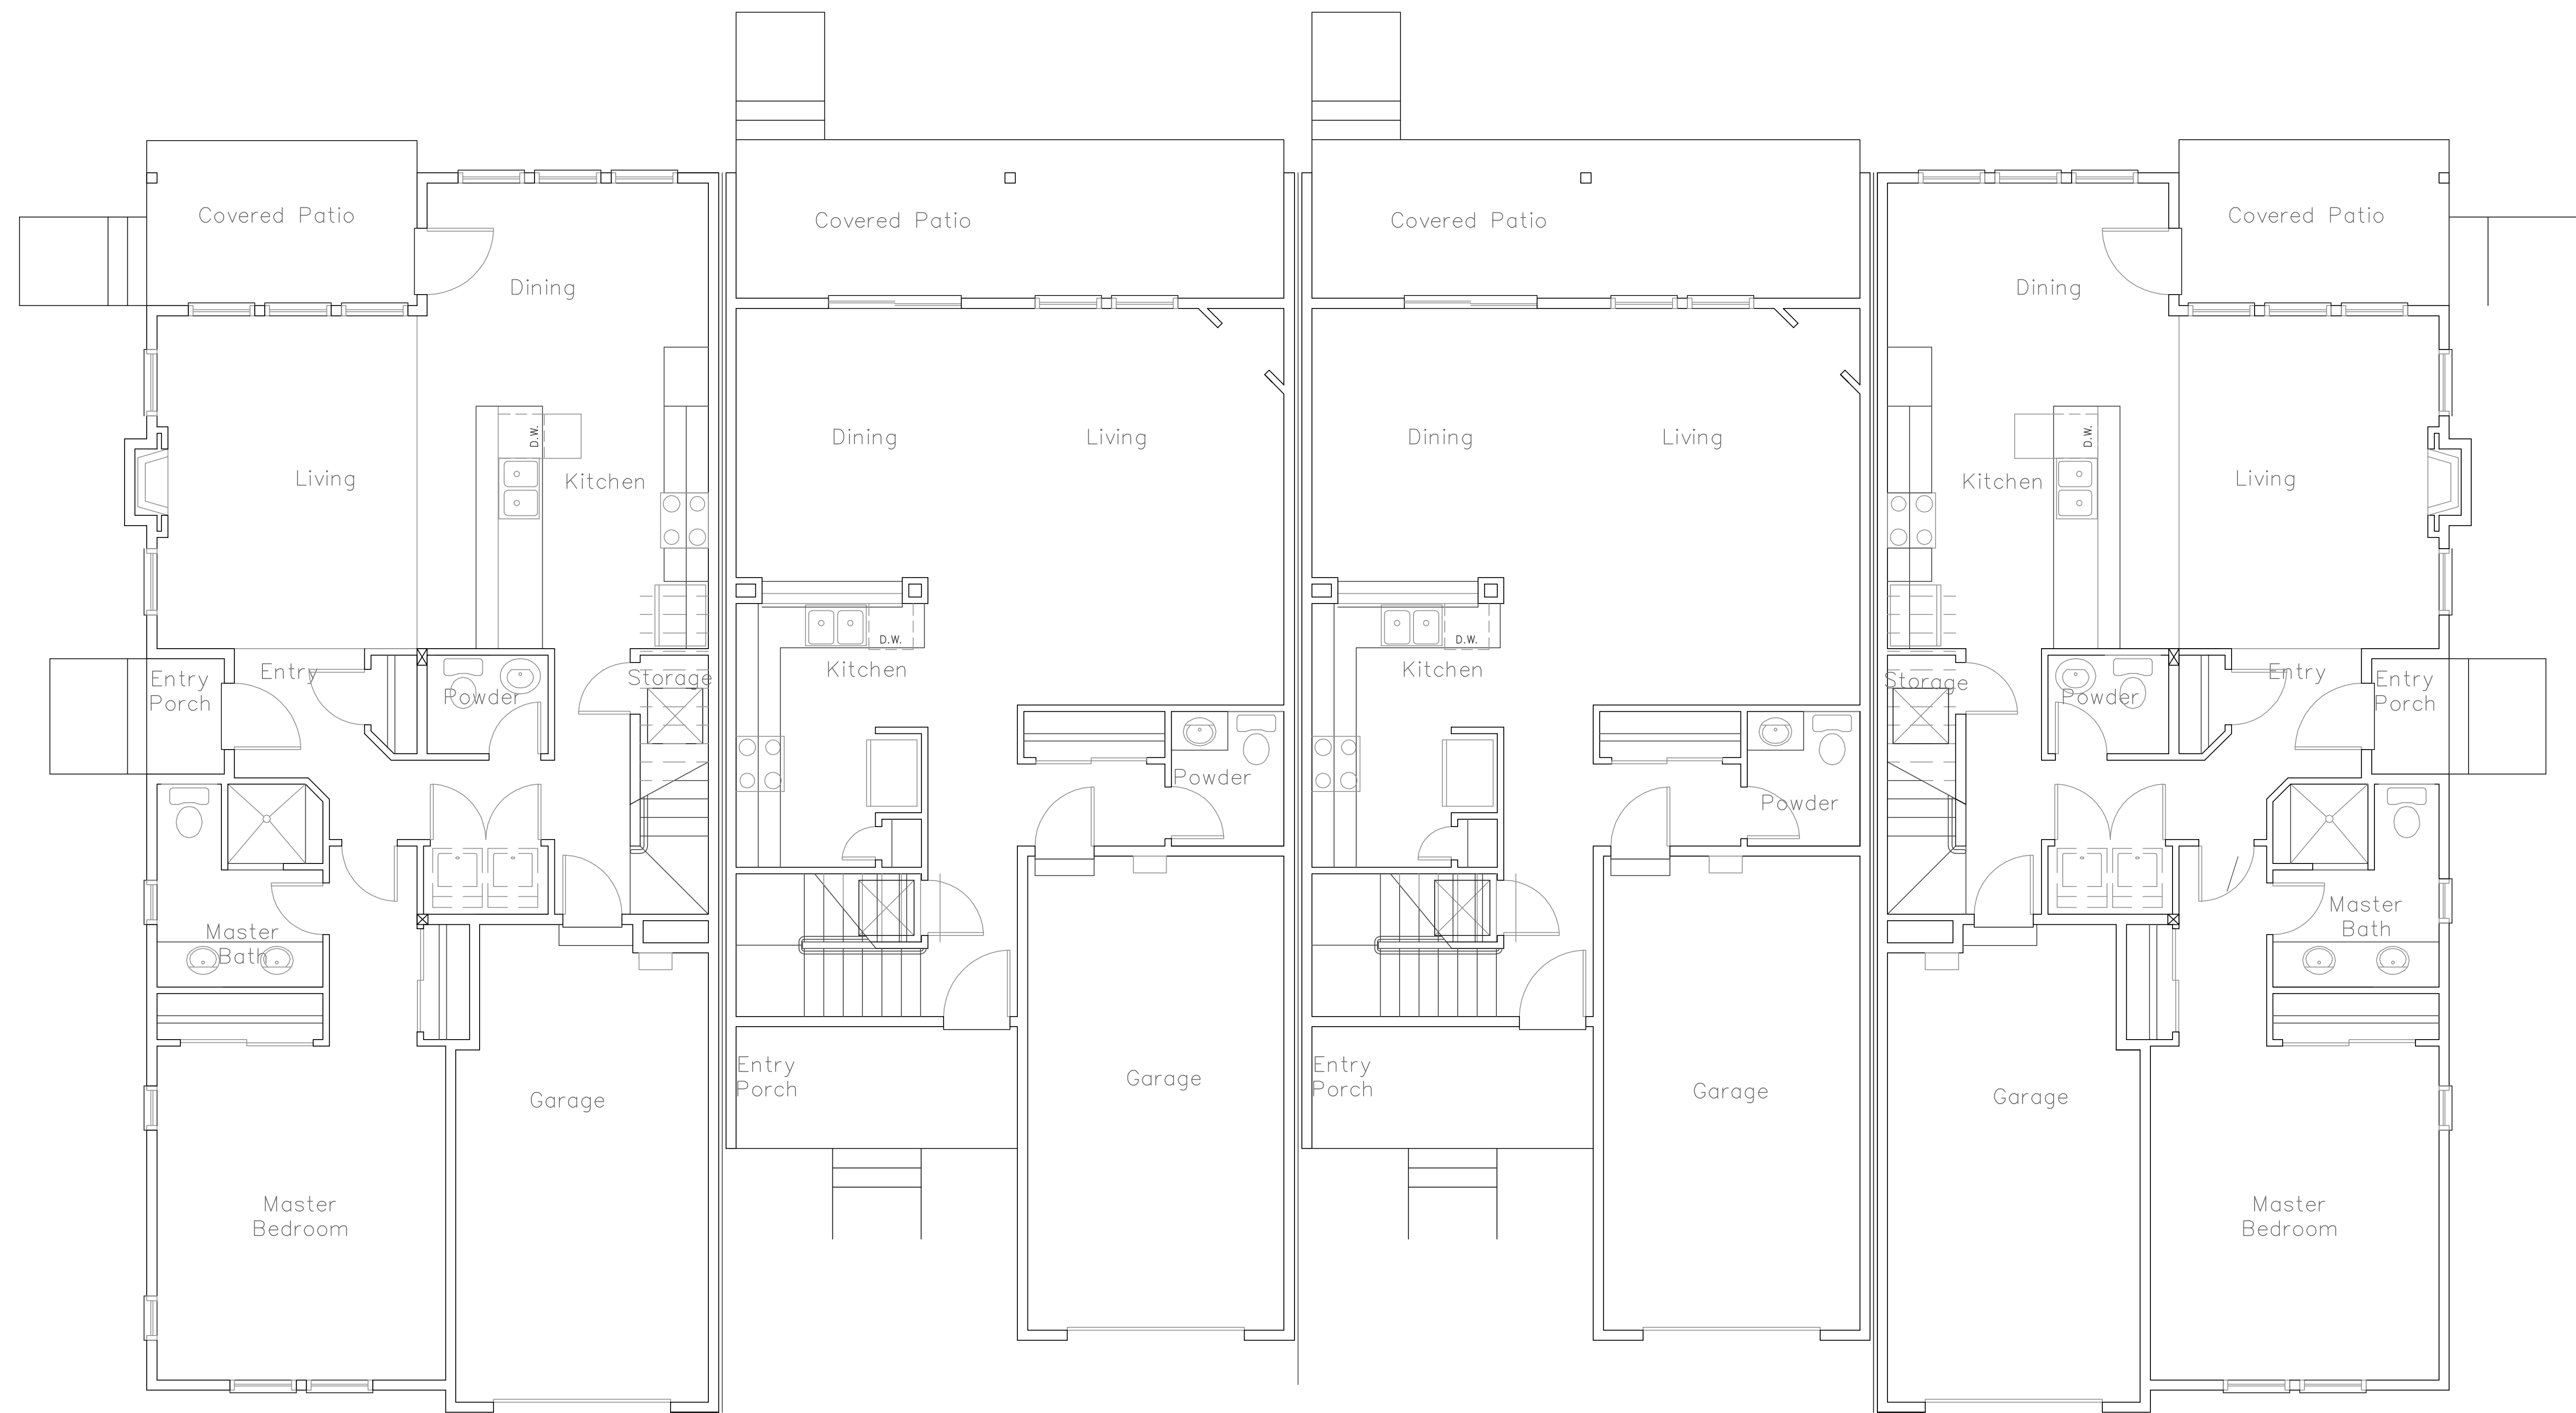 Covered Patio
Dining
Living
D.W.
Kitchen
Entry
Porch
Entry
Powder
Storage
Master
Bath
Garage
Master
Bedroom
Covered Patio
Dining
Living
D.W.
Kitchen
Powder
Entry
Porch
Garage
Covered Patio
Dining
Living
D.W.
Kitchen
Powder
Entry
Porch
Garage
Covered Patio
Dining
D.W.
Kitchen
Living
Storage
Powder
Entry
Entry
Porch
Master
Bath
Garage
Master
Bedroom